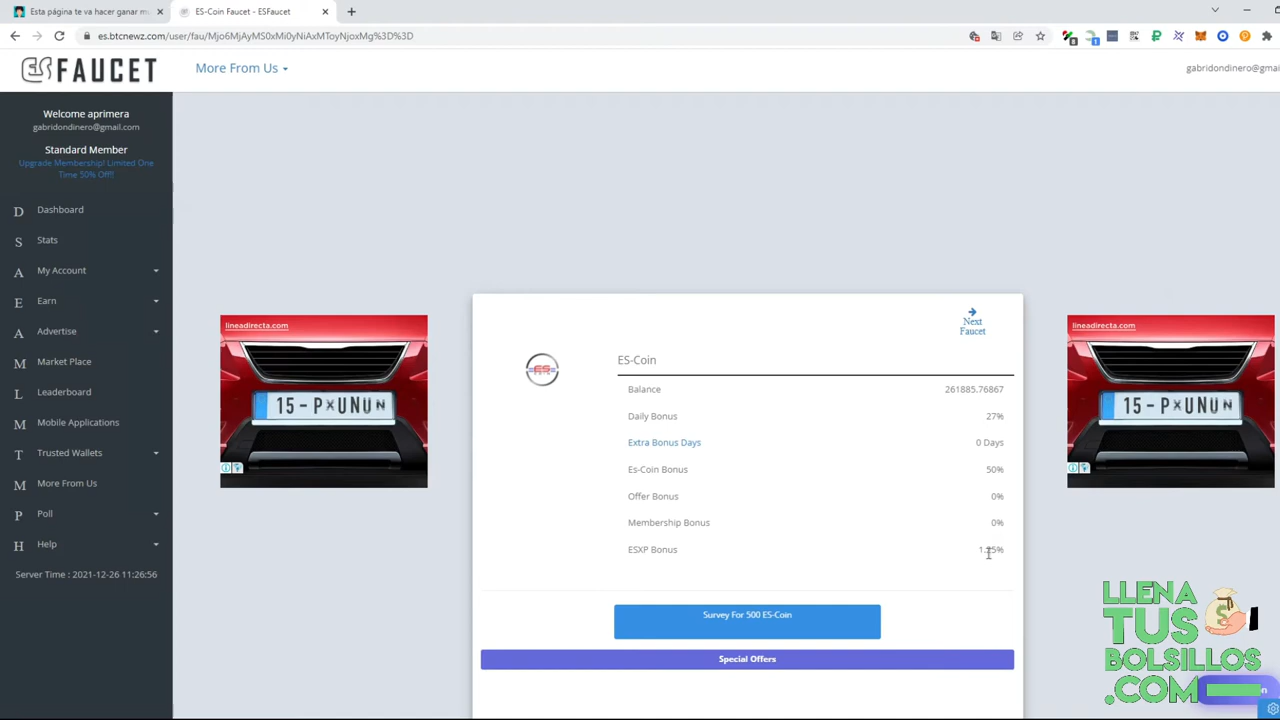 Esta página te va hacer ganar mu
ES-Coin Faucet - ESFaucet
es.btcnewz.com/user/fau/Mjo6MjAyMS0xMi0yNiAxMToyNjoxMg%3D%3D
ES FAUCET
More From Us
gabridondinero@gmai
Welcome aprimera
gabridondinero@gmail.com
Standard Member
Upgrade Membership! Limited One
Time 50% Off!!
D Dashboard
S Stats
A My Account
E Earn
A Advertise
M Market Place
L Leaderboard
M Mobile Applications
T Trusted Wallets
M More From Us
P Poll
H Help
Server Time : 2021-12-26 11:26:56
lineadirecta.com
15-P
Next
Faucet
ES-Coin
Balance 261885.76867
Daily Bonus 27%
Extra Bonus Days 0 Days
Es-Coin Bonus 50%
Offer Bonus 0%
Membership Bonus 0%
ESXP Bonus
Survey For 500 ES-Coin
Special Offers
lineadirecta.com
15-P
LLENA
TUS
BOLSILLOS
.COM